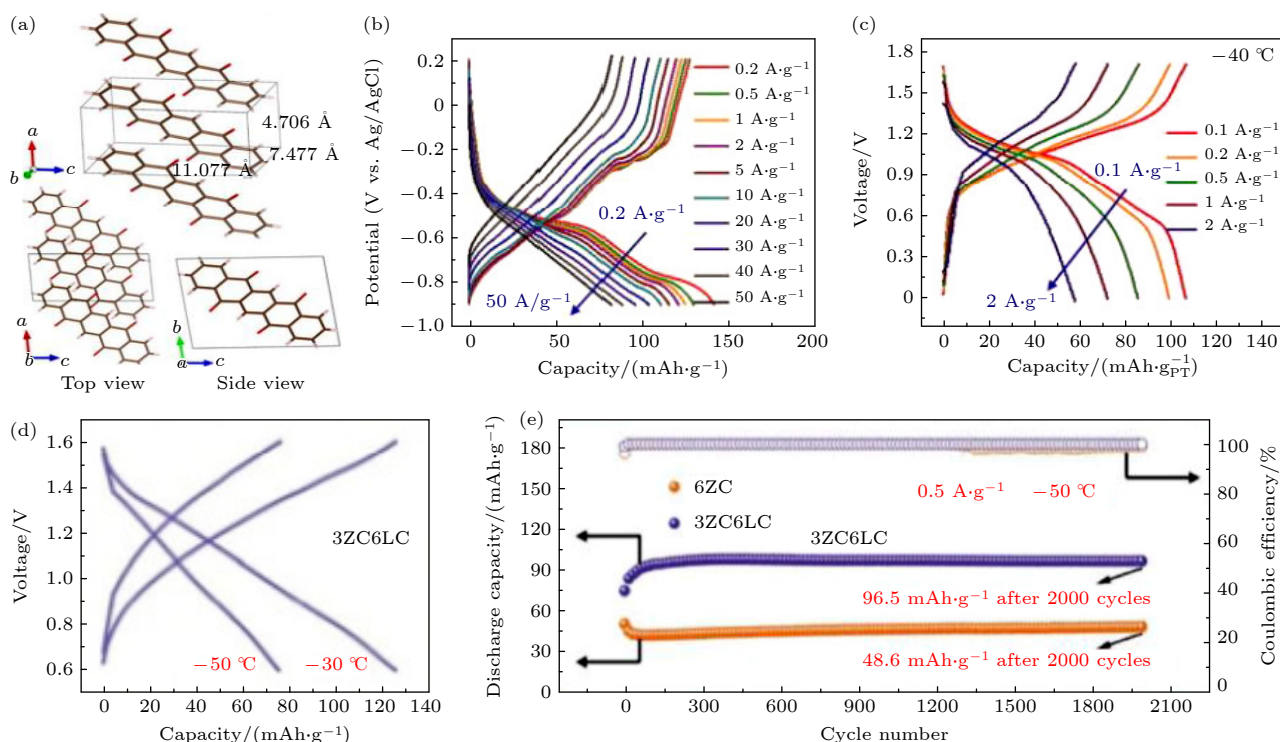 (a)
4.706 Å
7.477 Å
11.077 Å
a
b
c
a
b
c
Top view
b
a
c
Side view
(b)
Potential (V vs. Ag/AgCl)
0.2
0
−0.2
−0.4
−0.6
−0.8
−1.0
0.2 A·g−1
0.5 A·g−1
1 A·g−1
2 A·g−1
5 A·g−1
10 A·g−1
20 A·g−1
30 A·g−1
40 A·g−1
50 A·g−1
0.2 A·g−1
50 A/g−1
0 50 100 150 200
Capacity/(mAh·g−1)
(c)
−40 ℃
Voltage/V
1.8
1.5
1.2
0.9
0.6
0.3
0
0.1 A·g−1
0.2 A·g−1
0.5 A·g−1
1 A·g−1
2 A·g−1
0.1 A·g−1
2 A·g−1
0 20 40 60 80 100 140
Capacity/(mAh·g−1PT)
(d)
Voltage/V
1.6
1.4
1.2
1.0
0.8
0.6
3ZC6LC
−50 ℃ −30 ℃
0 20 40 60 80 100 120 140
Capacity/(mAh·g−1)
(e)
Discharge capacity/(mAh·g−1)
180
135
90
45
0
6ZC
3ZC6LC
0.5 A·g−1 −50 ℃
3ZC6LC
96.5 mAh·g−1 after 2000 cycles
48.6 mAh·g−1 after 2000 cycles
100
80
60
40
20
0
Coulombic efficiency/%
0 300 600 900 1200 1500 1800 2100
Cycle number